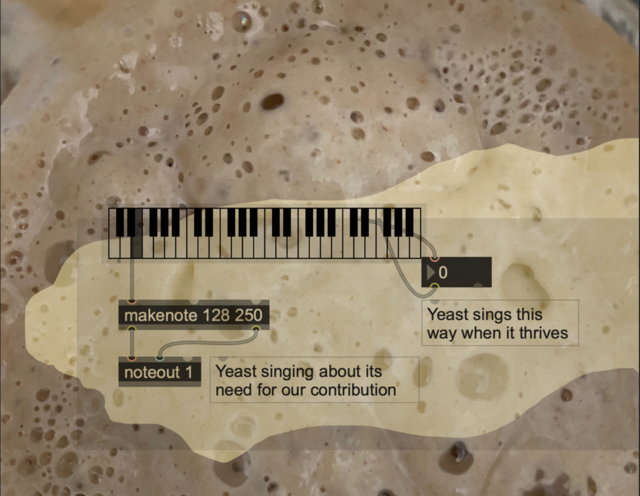 0
makenote 128 250
Yeast sings this
way when it thrives
noteout 1
Yeast singing about its
need for our contribution